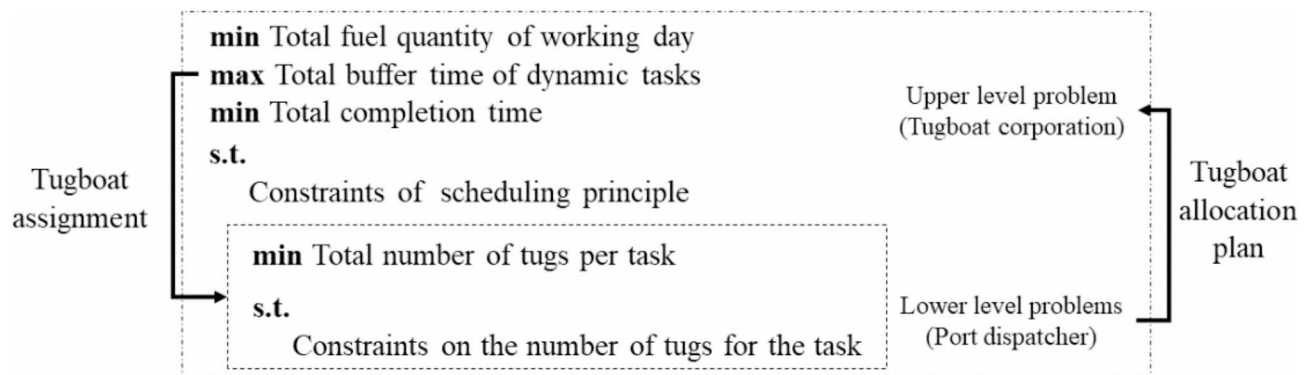 min Total fuel quantity of working day
max Total buffer time of dynamic tasks
min Total completion time
s.t.
Constraints of scheduling principle
Upper level problem
(Tugboat corporation)
Tugboat
assignment
min Total number of tugs per task
s.t.
Constraints on the number of tugs for the task
Lower level problems
(Port dispatcher)
Tugboat
allocation
plan